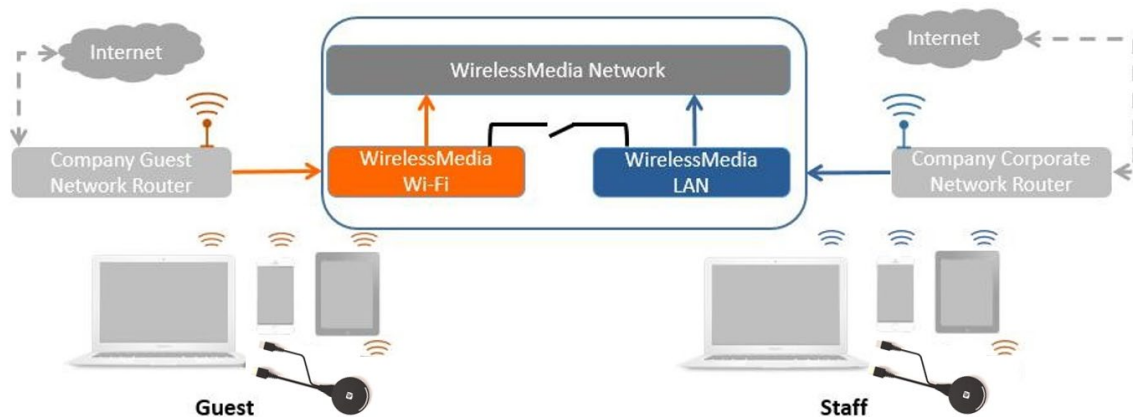 Internet
Internet
WirelessMedia Network
Company Guest
Network Router
WirelessMedia
Wi-Fi
WirelessMedia
LAN
Company Corporate
Network Router
Guest
Staff